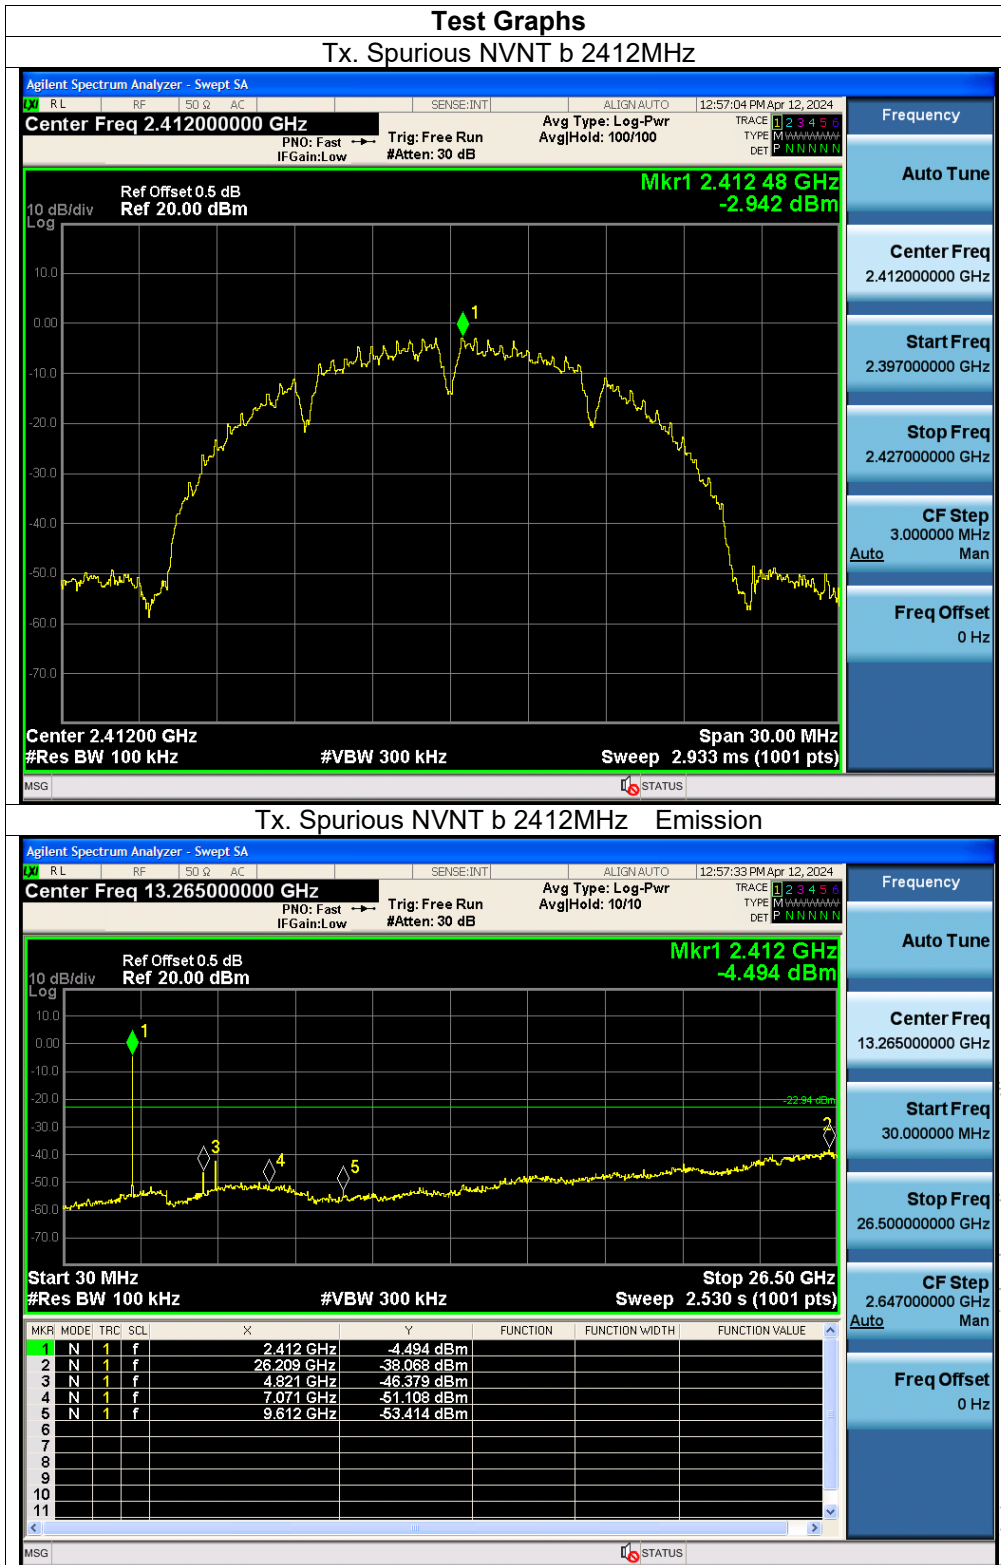 Test Graphs
Tx. Spurious NVNT b 2412MHz
Agilent Spectrum Analyzer - Swept SA
LXI RL RF 50 Ω AC SENSE:INT ALIGN AUTO 12:57:04 PM Apr 12, 2024
Center Freq 2.412000000 GHz Avg Type: Log-Pwr TRACE 1 2 3 4 5 6
PNO: Fast Trig: Free Run Avg|Hold: 100/100 TYPE M WWWWW
IFGain:Low #Atten: 30 dB DET P N N N N N
Frequency
Auto Tune
Center Freq
2.412000000 GHz
Start Freq
2.397000000 GHz
Stop Freq
2.427000000 GHz
CF Step
3.000000 MHz
Auto Man
Freq Offset
0 Hz
Mkr1 2.412 48 GHz
-2.942 dBm
Ref Offset 0.5 dB
10 dB/div Ref 20.00 dBm
Log
1
10.0
0.00
-10.0
-20.0
-30.0
-40.0
-50.0
-60.0
-70.0
Center 2.41200 GHz Span 30.00 MHz
#Res BW 100 kHz #VBW 300 kHz Sweep 2.933 ms (1001 pts)
MSG STATUS
Tx. Spurious NVNT b 2412MHz Emission
Agilent Spectrum Analyzer - Swept SA
LXI RL RF 50 Ω AC SENSE:INT ALIGN AUTO 12:57:33 PM Apr 12, 2024
Center Freq 13.265000000 GHz Avg Type: Log-Pwr TRACE 1 2 3 4 5 6
PNO: Fast Trig: Free Run Avg|Hold: 10/10 TYPE M WWWWW
IFGain:Low #Atten: 30 dB DET P N N N N N
Frequency
Auto Tune
Center Freq
13.265000000 GHz
Start Freq
30.000000 MHz
Stop Freq
26.500000000 GHz
CF Step
2.647000000 GHz
Auto Man
Freq Offset
0 Hz
Mkr1 2.412 GHz
-4.494 dBm
Ref Offset 0.5 dB
10 dB/div Ref 20.00 dBm
Log
10.0
0.00
-10.0
-20.0
-30.0
-40.0
-50.0
-60.0
-70.0
1
-22.94 dBm
2
3
4
5
Start 30 MHz Stop 26.50 GHz
#Res BW 100 kHz #VBW 300 kHz Sweep 2.530 s (1001 pts)
MKR MODE TRC SCL X Y FUNCTION FUNCTION WIDTH FUNCTION VALUE
1 N 1 f 2.412 GHz -4.494 dBm
2 N 1 f 26.209 GHz -38.068 dBm
3 N 1 f 4.821 GHz -46.379 dBm
4 N 1 f 7.071 GHz -51.108 dBm
5 N 1 f 9.612 GHz -53.414 dBm
6
7
8
9
10
11
MSG STATUS